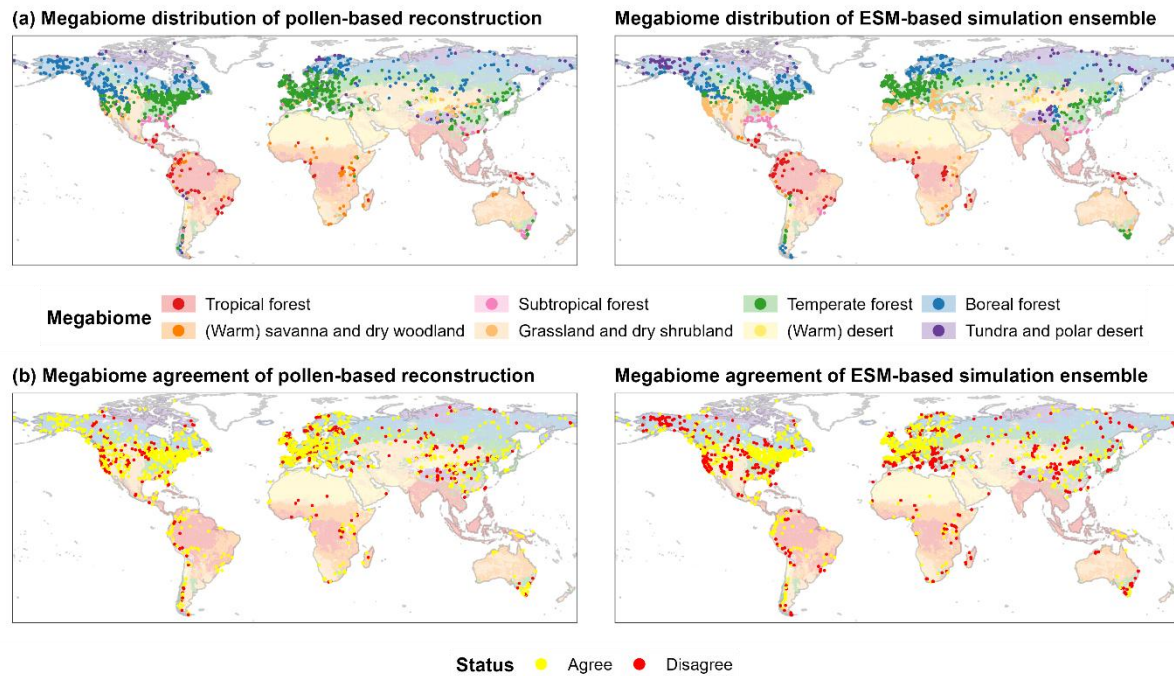 (a) Megabiome distribution of pollen-based reconstruction
Megabiome distribution of ESM-based simulation ensemble
Megabiome
Tropical forest
Subtropical forest
Temperate forest
Boreal forest
(Warm) savanna and dry woodland
Grassland and dry shrubland
(Warm) desert
Tundra and polar desert
(b) Megabiome agreement of pollen-based reconstruction
Megabiome agreement of ESM-based simulation ensemble
Status
Agree
Disagree